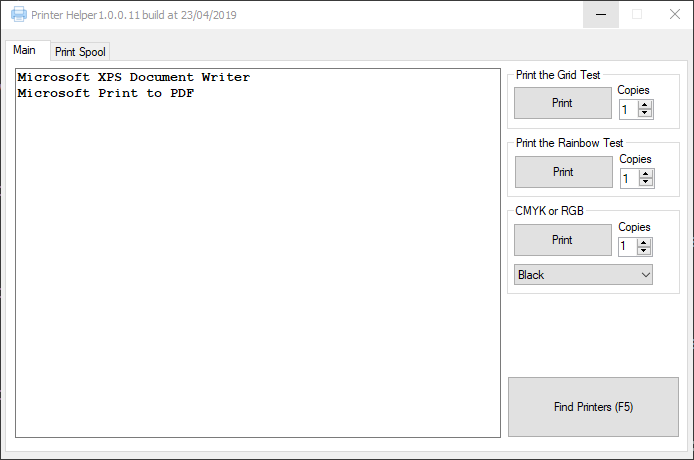 Printer Helper1.0.0.11 build at 23/04/2019
Main
Print Spool
Microsoft XPS Document Writer
Microsoft Print to PDF
Print the Grid Test
Copies
Print
1
Print the Rainbow Test
Copies
Print
1
CMYK or RGB
Copies
Print
1
Black
Find Printers (F5)